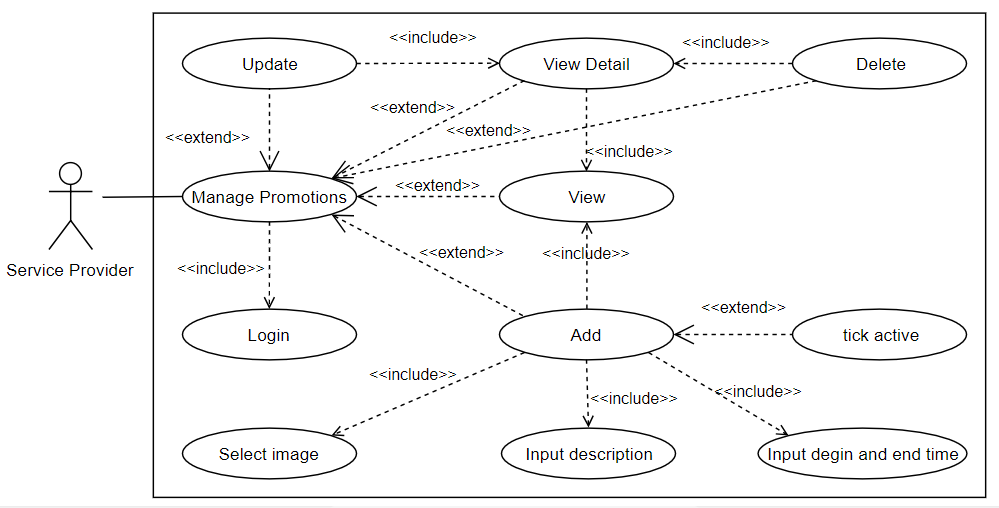 <<include>>
<<include>>
Update
View Detail
Delete
<<extend>>
<<extend>>
<<extend>>
<<include>>
Manage Promotions
<<extend>>
View
Service Provider
<<include>>
<<extend>>
<<include>>
<<extend>>
Login
Add
tick active
<<include>>
<<include>>
<<include>>
Select image
Input description
Input degin and end time